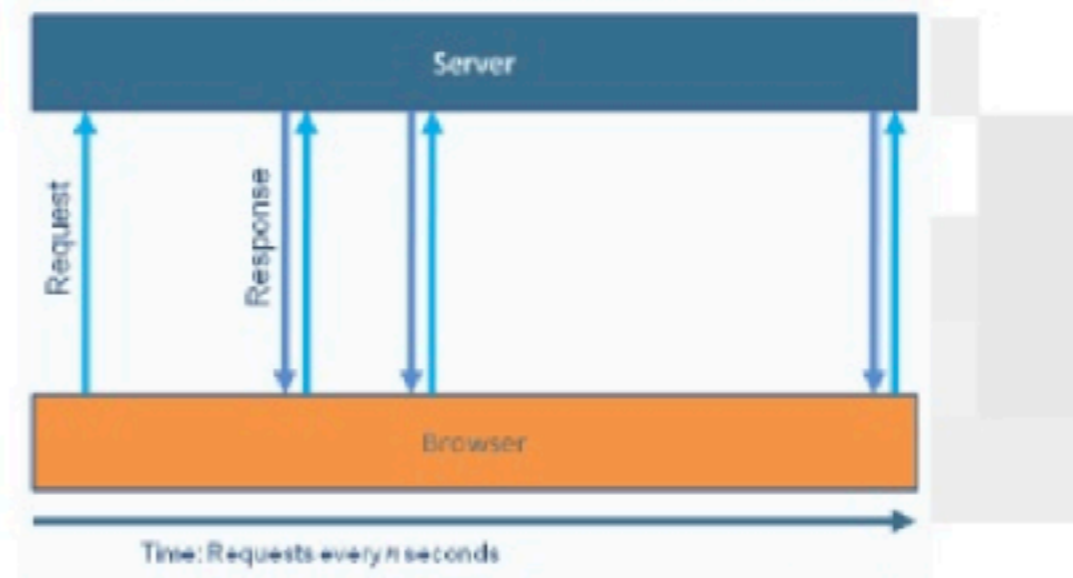 Server
Request
Response
Browser
Time: Requests every n seconds